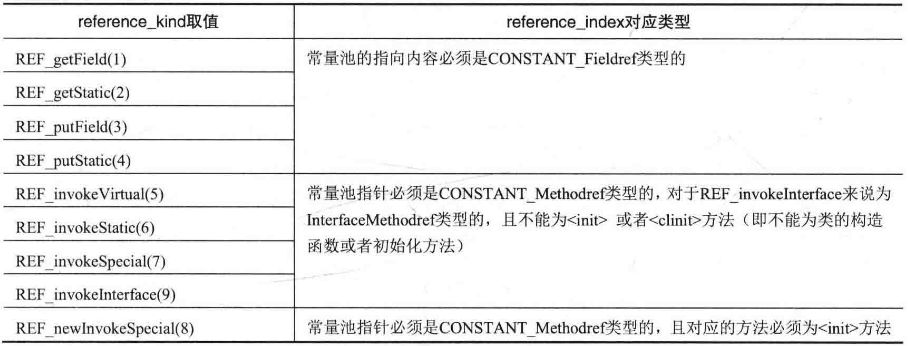 reference_kind取值 reference_index对应类型
REF_getField(1) 常量池的指向内容必须是CONSTANT_Fieldref类型的
REF_getStatic(2)
REF_putField(3)
REF_putStatic(4)
REF_invokeVirtual(5) 常量池指针必须是CONSTANT_Methodref类型的，对于REF_invokeInterface来说为
REF_invokeStatic(6) InterfaceMethodref类型的，且不能为<init> 或者<clinit>方法（即不能为类的构造
REF_invokeSpecial(7) 函数或者初始化方法）
REF_invokeInterface(9)
REF_newInvokeSpecial(8) 常量池指针必须是CONSTANT_Methodref类型的，且对应的方法必须为<init>方法